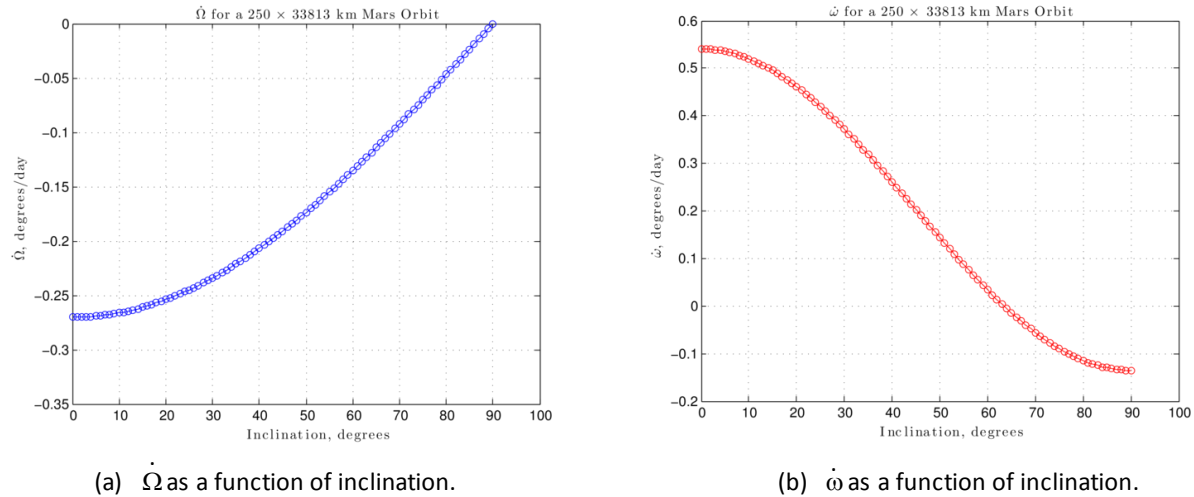 Ω̇ for a 250 × 33813 km Mars Orbit
0
−0.05
−0.1
−0.15
−0.2
−0.25
−0.3
−0.35
Ω̇, degrees/day
0 10 20 30 40 50 60 70 80 90 100
Inclination, degrees
(a) Ω̇ as a function of inclination.
ω̇ for a 250 × 33813 km Mars Orbit
0.6
0.5
0.4
0.3
0.2
0.1
0
−0.1
−0.2
ω̇, degrees/day
0 10 20 30 40 50 60 70 80 90 100
Inclination, degrees
(b) ω̇ as a function of inclination.